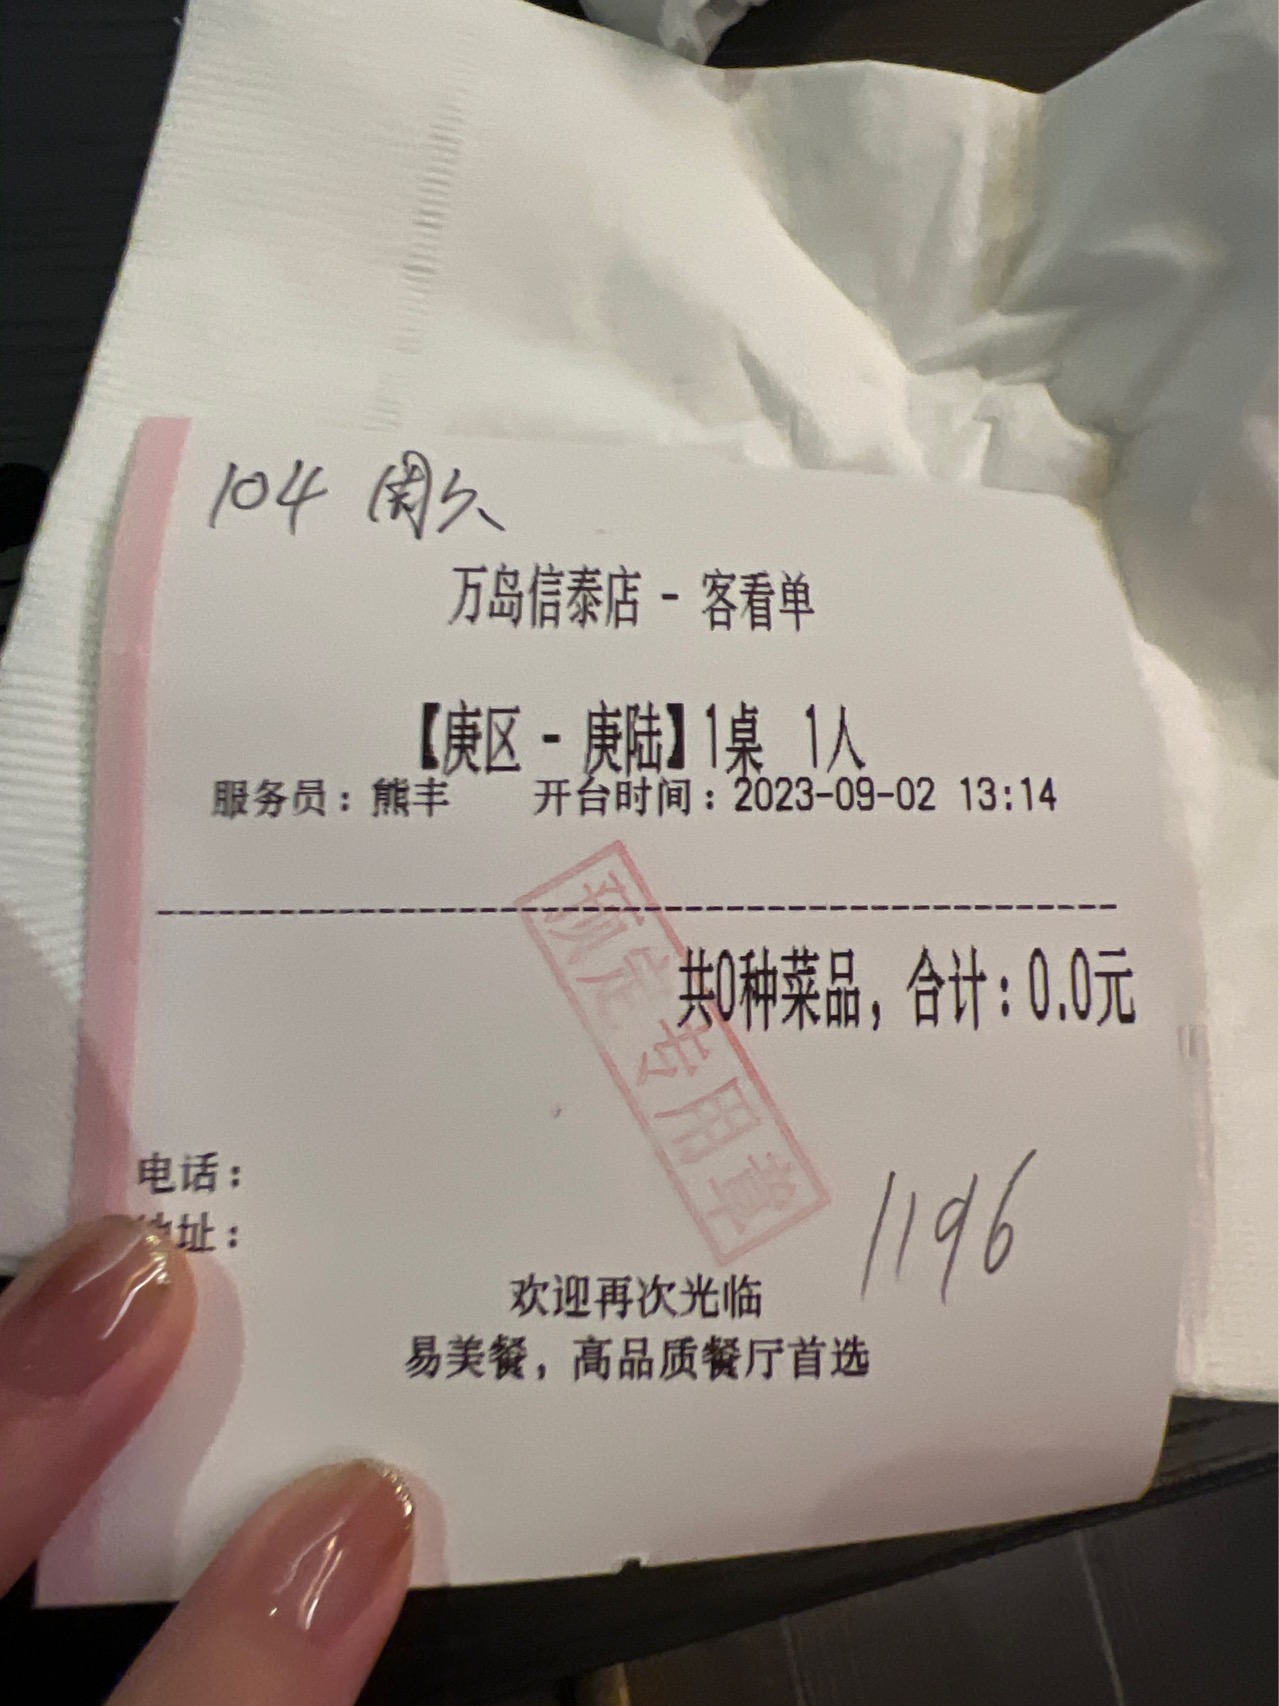 104 周久
万岛信泰店 - 客看单
【庚区 - 庚陆】1桌 1人
服务员：熊丰 开台时间：2023-09-02 13:14
共0种菜品，合计：0.0元
预定专用章
电话：
地址：
1196
欢迎再次光临
易美餐，高品质餐厅首选